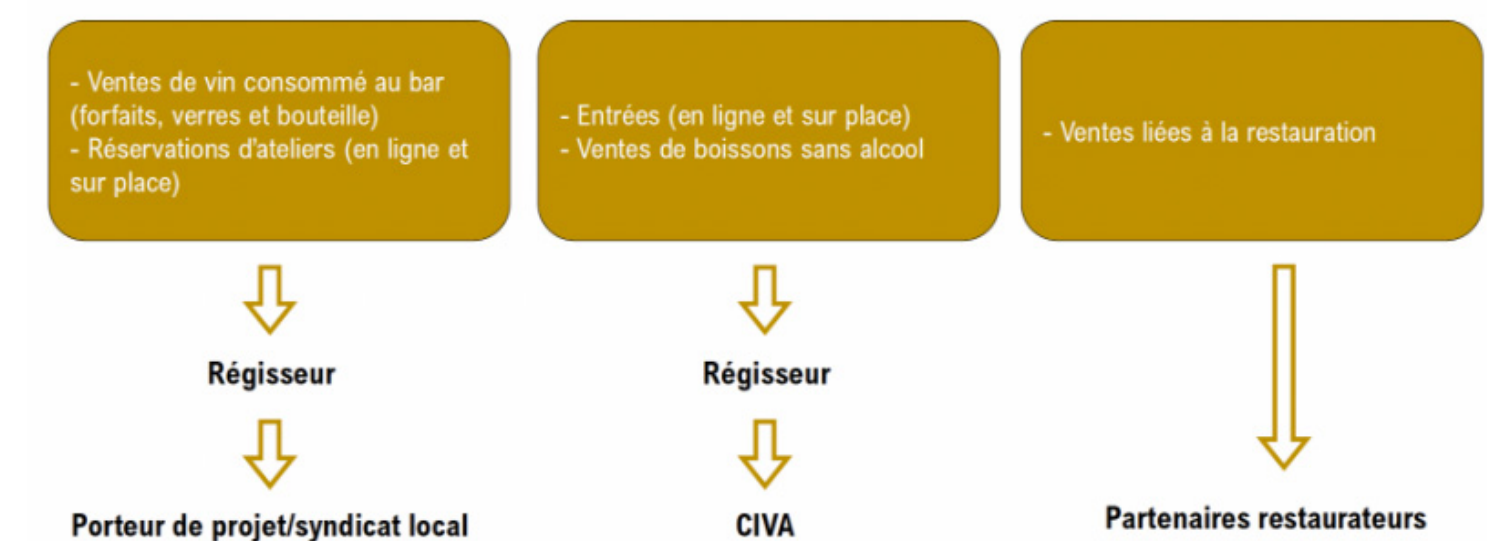 - Ventes de vin consommé au bar
(forfaits, verres et bouteille)
- Réservations d'ateliers (en ligne et
sur place)
- Entrées (en ligne et sur place)
- Ventes de boissons sans alcool
- Ventes liées à la restauration
Régisseur
Régisseur
Porteur de projet/syndicat local
CIVA
Partenaires restaurateurs